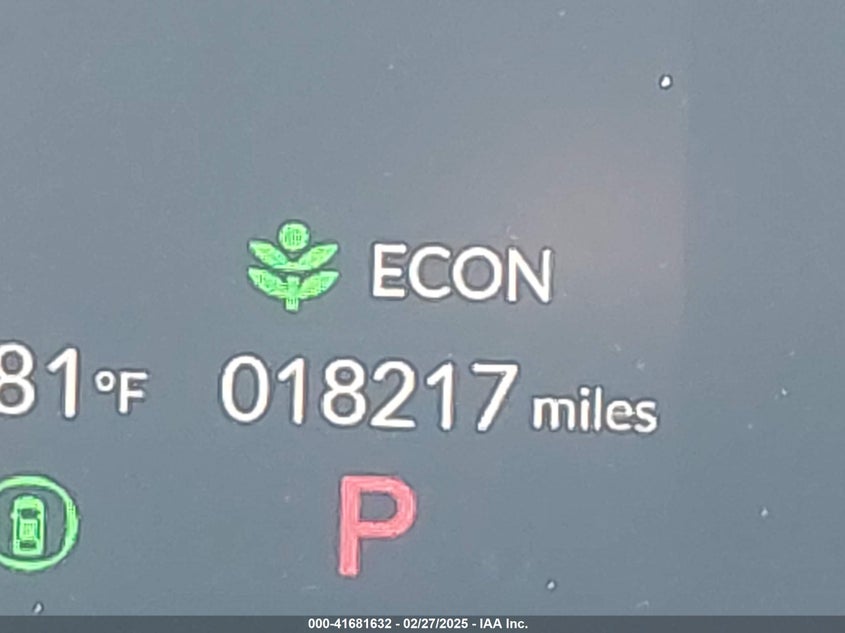 ECON
81°F 018217 miles
P
000-41681632 - 02/27/2025 - IAA Inc.